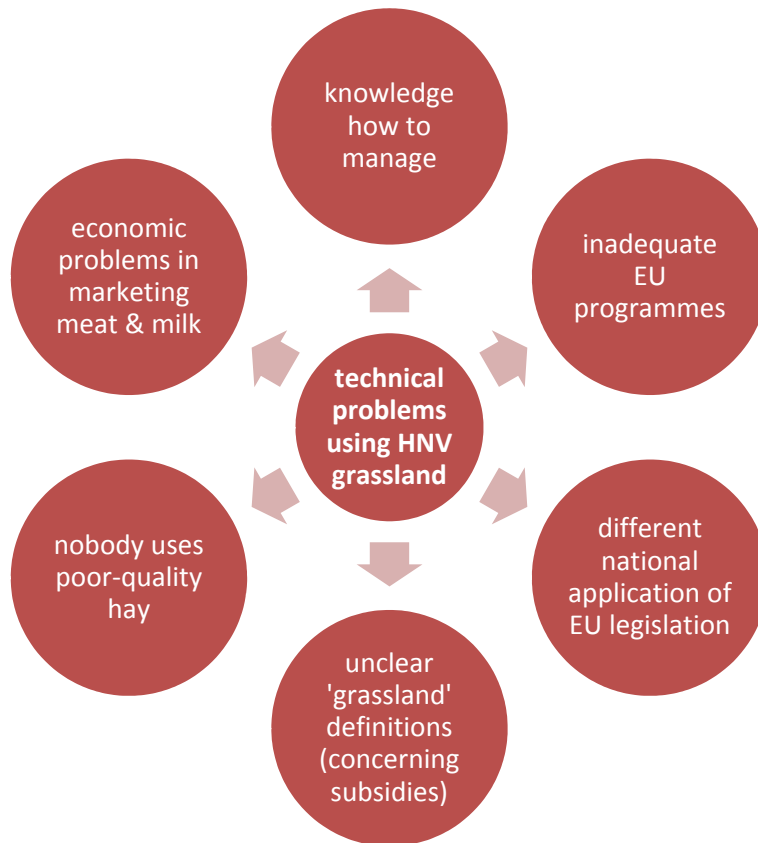 knowledge
how to
manage
economic
problems in
marketing
meat & milk
inadequate
EU
programmes
technical
problems
using HNV
grassland
nobody uses
poor-quality
hay
different
national
application of
EU legislation
unclear
'grassland'
definitions
(concerning
subsidies)